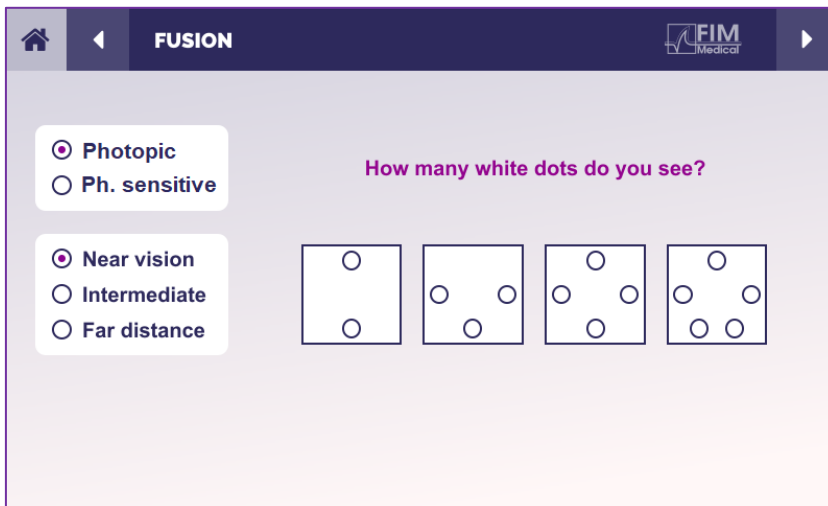 FUSION
FIM
Medical
Photopic
Ph. sensitive
How many white dots do you see?
Near vision
Intermediate
Far distance